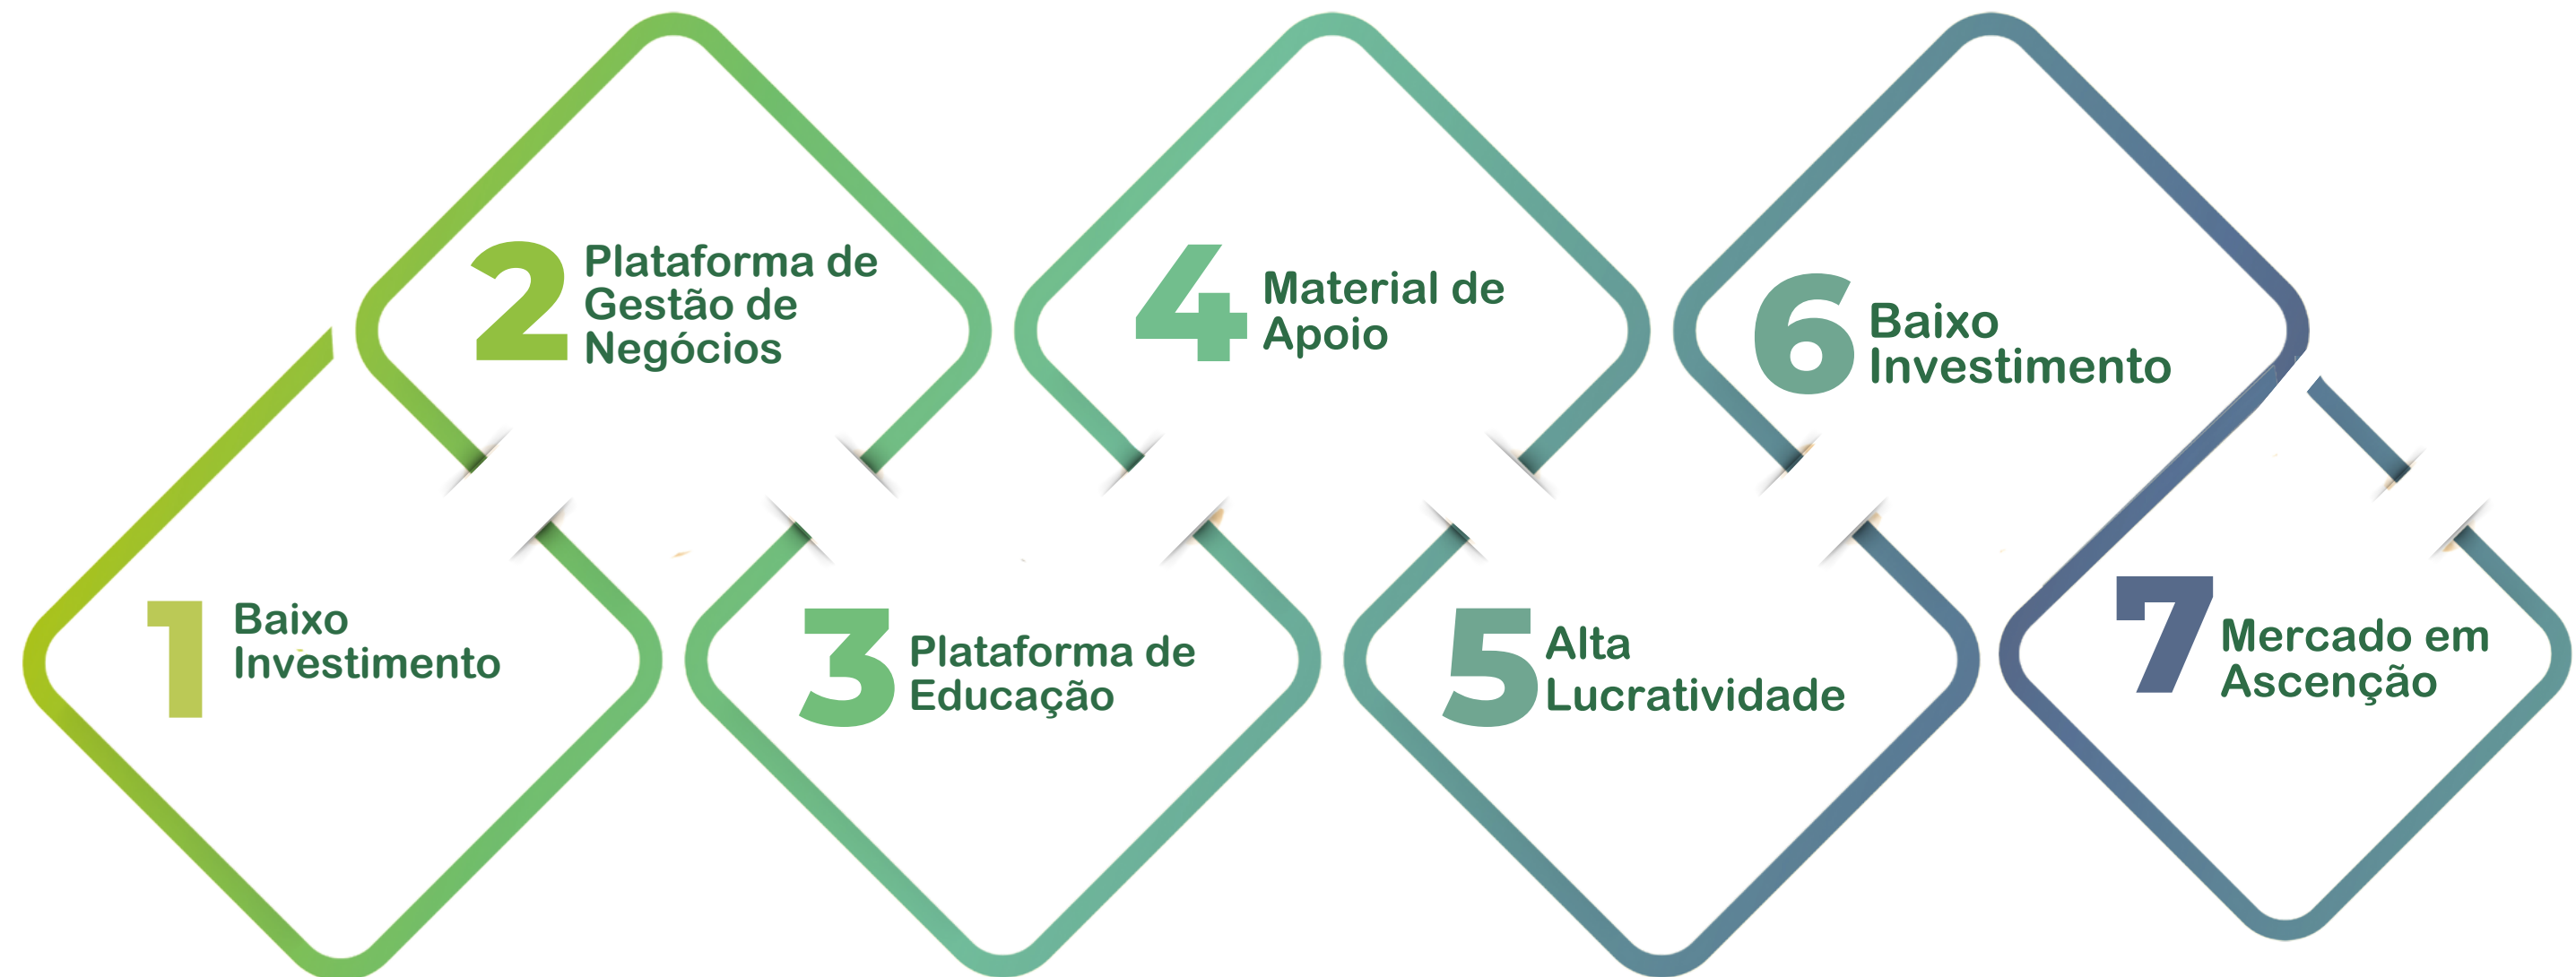 1
Baixo
Investimento
2
Plataforma de
Gestão de
Negócios
3
Plataforma de
Educação
4
Material de
Apoio
5
Alta
Lucratividade
6
Baixo
Investimento
7
Mercado em
Ascenção